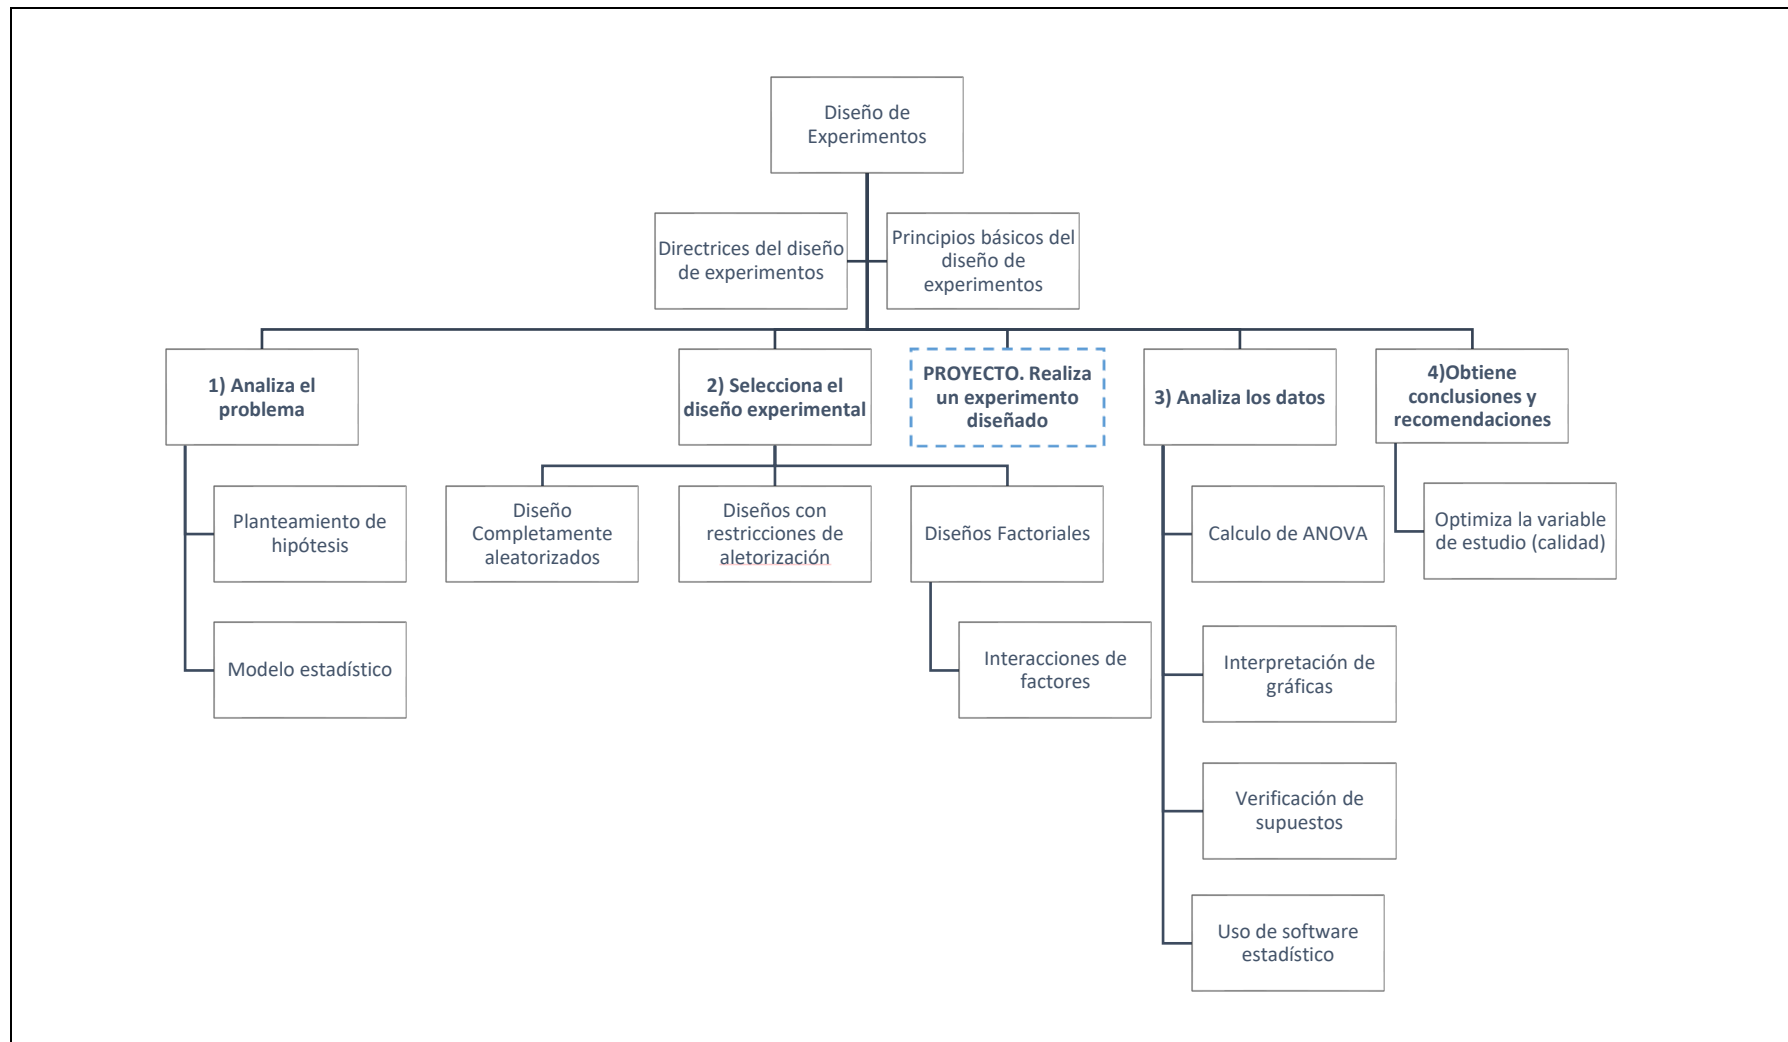 Diseño de
Experimentos
Directrices del diseño
de experimentos
Principios básicos del
diseño de
experimentos
1) Analiza el
problema
2) Selecciona el
diseño experimental
PROYECTO. Realiza
un experimento
diseñado
3) Analiza los datos
4)Obtiene
conclusiones y
recomendaciones
Planteamiento de
hipótesis
Modelo estadístico
Diseño
Completamente
aleatorizados
Diseños con
restricciones de
aletorización
Diseños Factoriales
Interacciones de
factores
Calculo de ANOVA
Interpretación de
gráficas
Verificación de
supuestos
Uso de software
estadístico
Optimiza la variable
de estudio (calidad)